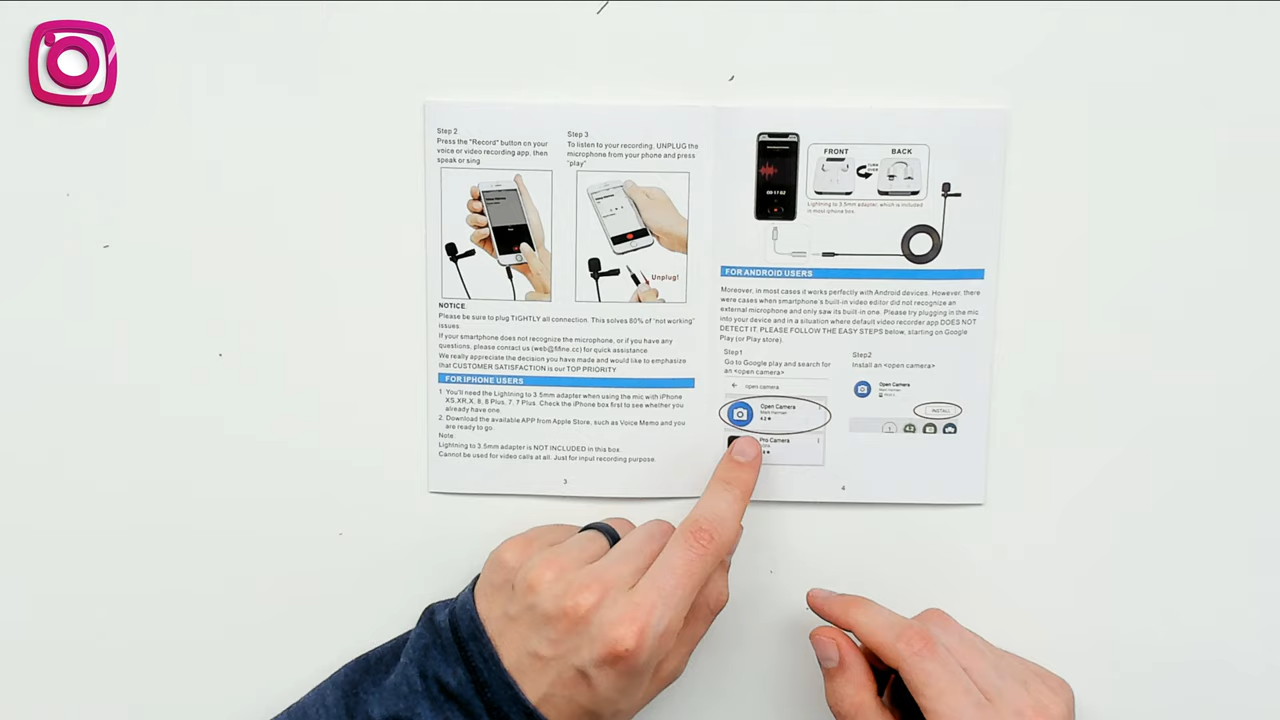 Step 2
Press the "Record" button on your
voice or video recording app, then
speak or sing.
Step 3
To listen to your recording, UNPLUG the
microphone from your phone and press
"play"
Unplug!
NOTICE:
Please be sure to plug TIGHTLY all connection. This solves 80% of "not working"
issues.
If your smartphone does not recognize the microphone, or if you have any
questions, please contact us (web@fifine.cc) for quick assistance.
We really appreciate the decision you have made and would like to emphasize
that CUSTOMER SATISFACTION is our TOP PRIORITY
FOR IPHONE USERS
1. You'll need the Lightning to 3.5mm adapter when using the mic with iPhone
XS,XR,X, 8, 8 Plus, 7, 7 Plus. Check the iPhone box first to see whether you
already have one.
2. Download the available APP from Apple Store, such as Voice Memo and you
are ready to go.
Note:
Lightning to 3.5mm adapter is NOT INCLUDED in this box.
Cannot be used for video calls at all. Just for input recording purpose.
3
FRONT
BACK
TURN
OVER
Lightning to 3.5mm adapter, which is included
in most iphone box.
FOR ANDROID USERS
Moreover, in most cases it works perfectly with Android devices. However, there
were cases when smartphone's built-in video editor did not recognize an
external microphone and only saw its built-in one. Please try plugging in the mic
into your device and in a situation where default video recorder app DOES NOT
DETECT IT. PLEASE FOLLOW THE EASY STEPS below, starting on Google
Play (or Play store).
Step1
Go to Google play and search for
an <open camera>
open camera
Open Camera
Mark Harman
4.2★
Pro Camera
Step2
Install an <open camera>
Open Camera
Mark Harman
INSTALL
4